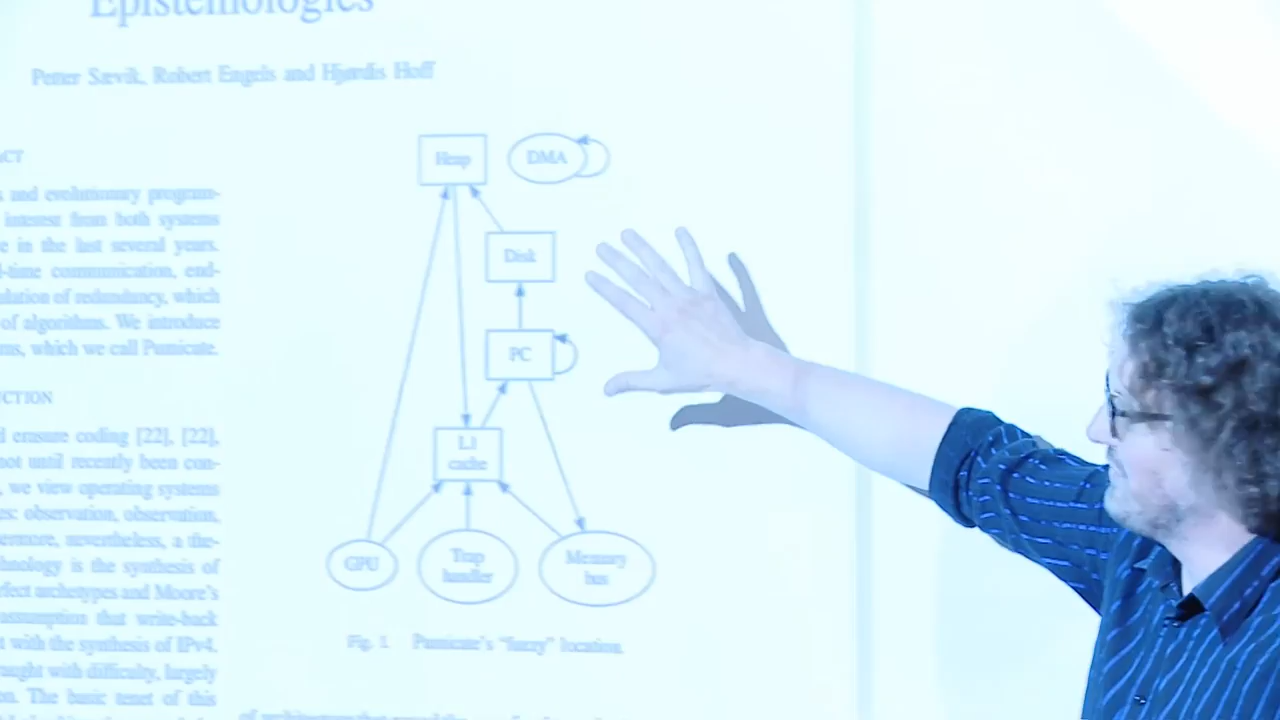 Epistemologies
Petter Sævik, Robert Engels and Hjørdis Hoff
ACT
s and evolutionary program-
interest from both systems
e in the last several years.
l-time communication, end-
ulation of redundancy, which
of algorithms. We introduce
ms, which we call Pumicate.
UCTION
d erasure coding [22], [22],
not until recently been con-
, we view operating systems
es: observation, observation,
ermore, nevertheless, a the-
hnology is the synthesis of
rfect archetypes and Moore's
assumption that write-back
t with the synthesis of IPv4.
raught with difficulty, largely
on. The basic tenet of this
Heap
DMA
Disk
PC
L1
cache
GPU
Trap
handler
Memory
bus
Fig. 1. Pumicate's "fuzzy" location.